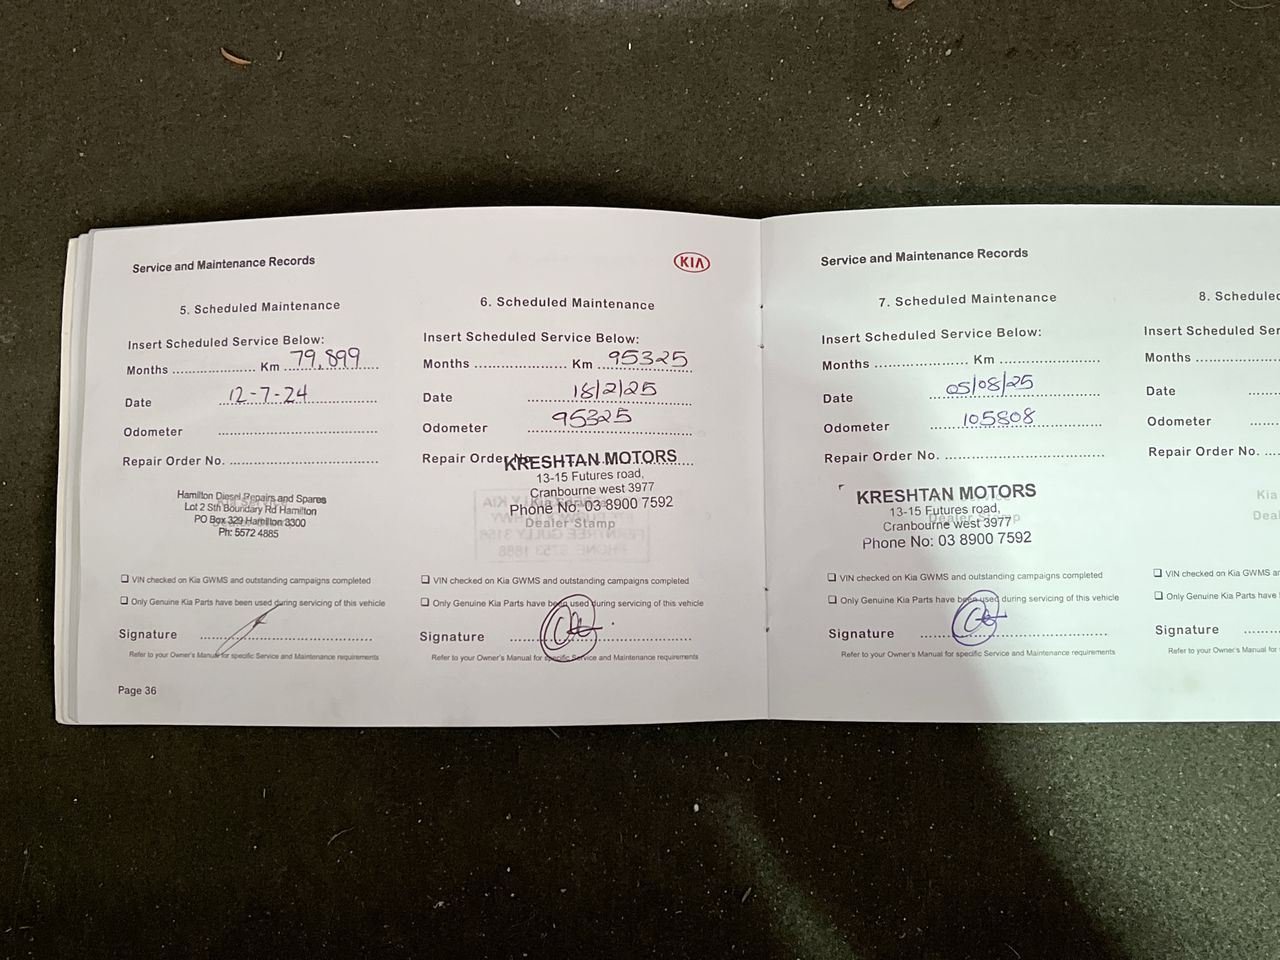 Service and Maintenance Records
KIA
5. Scheduled Maintenance
Insert Scheduled Service Below:
Months .................... Km 79,899
Date 12-7-24
Odometer
Repair Order No.
Hamilton Diesel Repairs and Spares
Lot 2 Sth Boundary Rd Hamilton
PO Box 329 Hamilton 3300
Ph: 5572 4885
VIN checked on Kia GWMS and outstanding campaigns completed
Only Genuine Kia Parts have been used during servicing of this vehicle
Signature
Refer to your Owner's Manual for specific Service and Maintenance requirements
Page 36
6. Scheduled Maintenance
Insert Scheduled Service Below:
Months .................... Km 95325
Date 18/2/25
Odometer 95325
Repair Order No.
KRESHTAN MOTORS
13-15 Futures road,
Cranbourne west 3977
Phone No: 03 8900 7592
Dealer Stamp
VIN checked on Kia GWMS and outstanding campaigns completed
Only Genuine Kia Parts have been used during servicing of this vehicle
Signature
Refer to your Owner's Manual for specific Service and Maintenance requirements
Service and Maintenance Records
7. Scheduled Maintenance
Insert Scheduled Service Below:
Months .................... Km
Date 05/08/25
Odometer 105808
Repair Order No.
KRESHTAN MOTORS
13-15 Futures road,
Cranbourne west 3977
Phone No: 03 8900 7592
VIN checked on Kia GWMS and outstanding campaigns completed
Only Genuine Kia Parts have been used during servicing of this vehicle
Signature
Refer to your Owner's Manual for specific Service and Maintenance requirements
8.
Insert Scheduled
Months
Date
Odometer
Repair Order No.
Kia
VIN checked on Kia GWMS
Only Genuine Kia Parts have
Signature
Refer to your Owner's Manual for